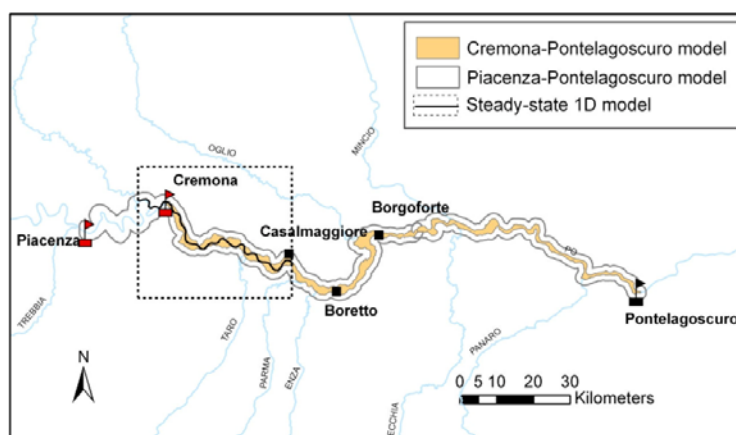 Cremona-Pontelagoscuro model
Piacenza-Pontelagoscuro model
Steady-state 1D model
OGLIO
MINCIO
Cremona
Piacenza
Casalmaggiore
Borgoforte
PO
Boretto
Pontelagoscuro
TREBBIA
TARO
PARMA
ENZA
PANARO
ECCHIA
N
0 5 10 20 30
Kilometers